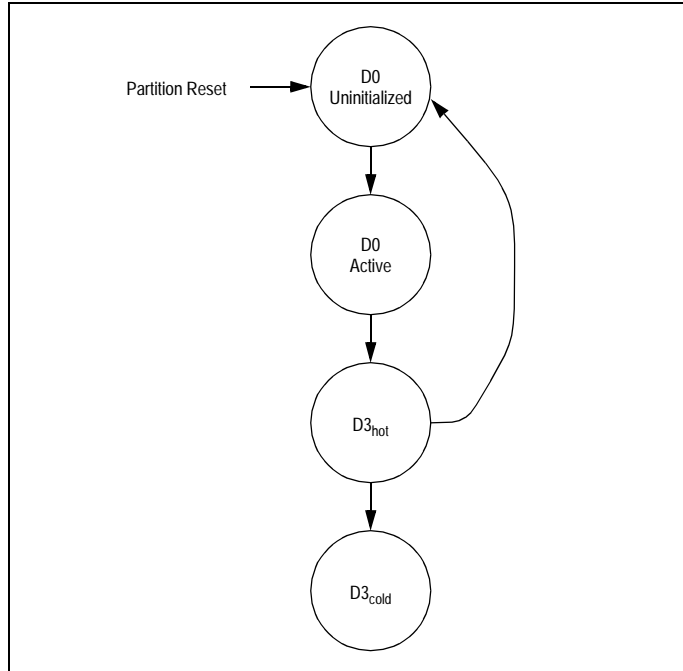 D0
Uninitialized
Partition Reset
D0
Active
D3hot
D3cold